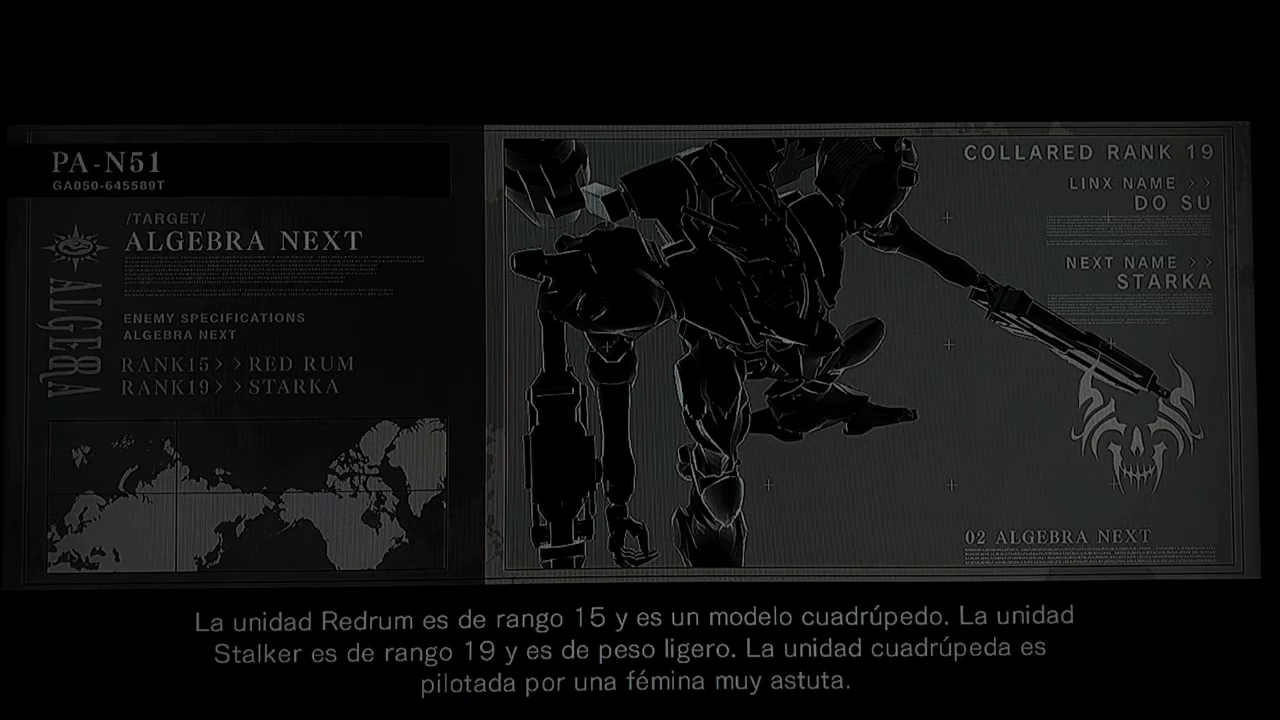 PA-N51
GA050-645589T
/TARGET/
ALGEBRA NEXT
ENEMY SPECIFICATIONS
ALGEBRA NEXT
RANK15>>RED RUM
RANK19>>STARKA
ALGEBRA
COLLARED RANK 19
LINX NAME >>
DO SU
NEXT NAME >>
STARKA
02 ALGEBRA NEXT
La unidad Redrum es de rango 15 y es un modelo cuadrúpedo. La unidad
Stalker es de rango 19 y es de peso ligero. La unidad cuadrúpeda es
pilotada por una fémina muy astuta.